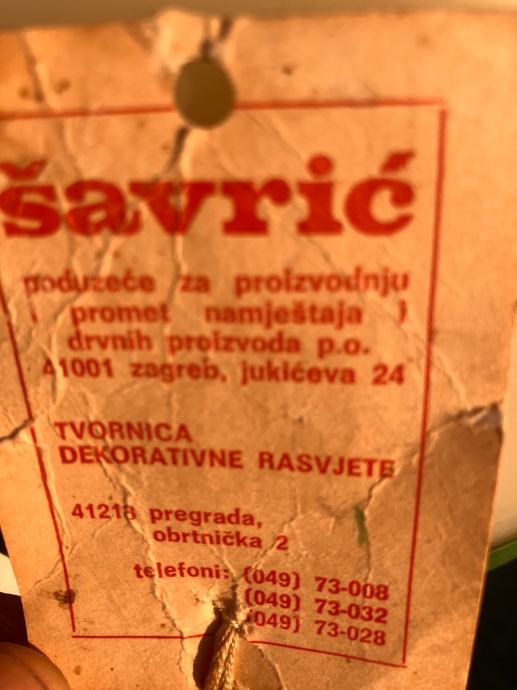 šavrić
poduzeće za proizvodnju
i promet namještaja i
drvnih proizvoda p.o.
41001 zagreb, jukićeva 24
TVORNICA
DEKORATIVNE RASVJETE
41218 pregrada,
obrtnička 2
telefoni: (049) 73-008
(049) 73-032
(049) 73-028